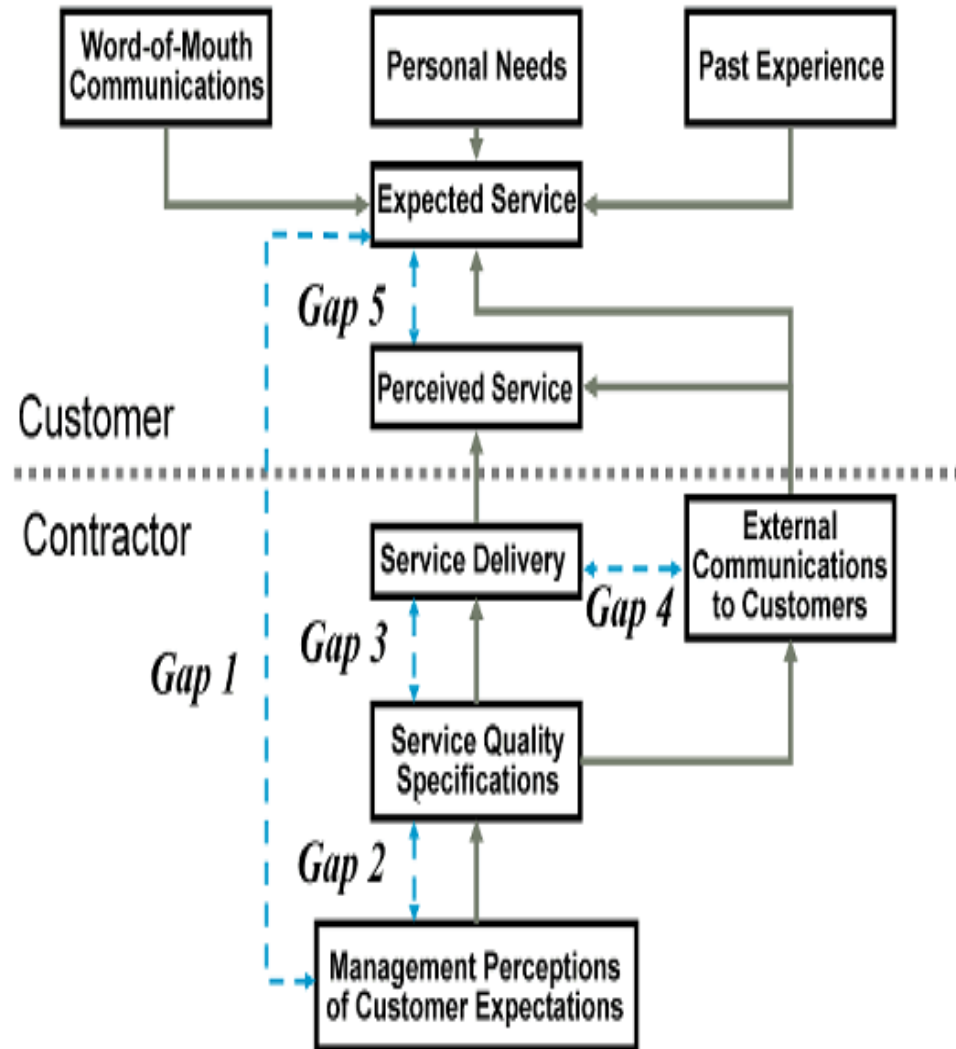 Word-of-Mouth
Communications
Personal Needs
Past Experience
Expected Service
Gap 5
Perceived Service
Customer
Contractor
Service Delivery
External
Communications
to Customers
Gap 4
Gap 3
Gap 1
Service Quality
Specifications
Gap 2
Management Perceptions
of Customer Expectations